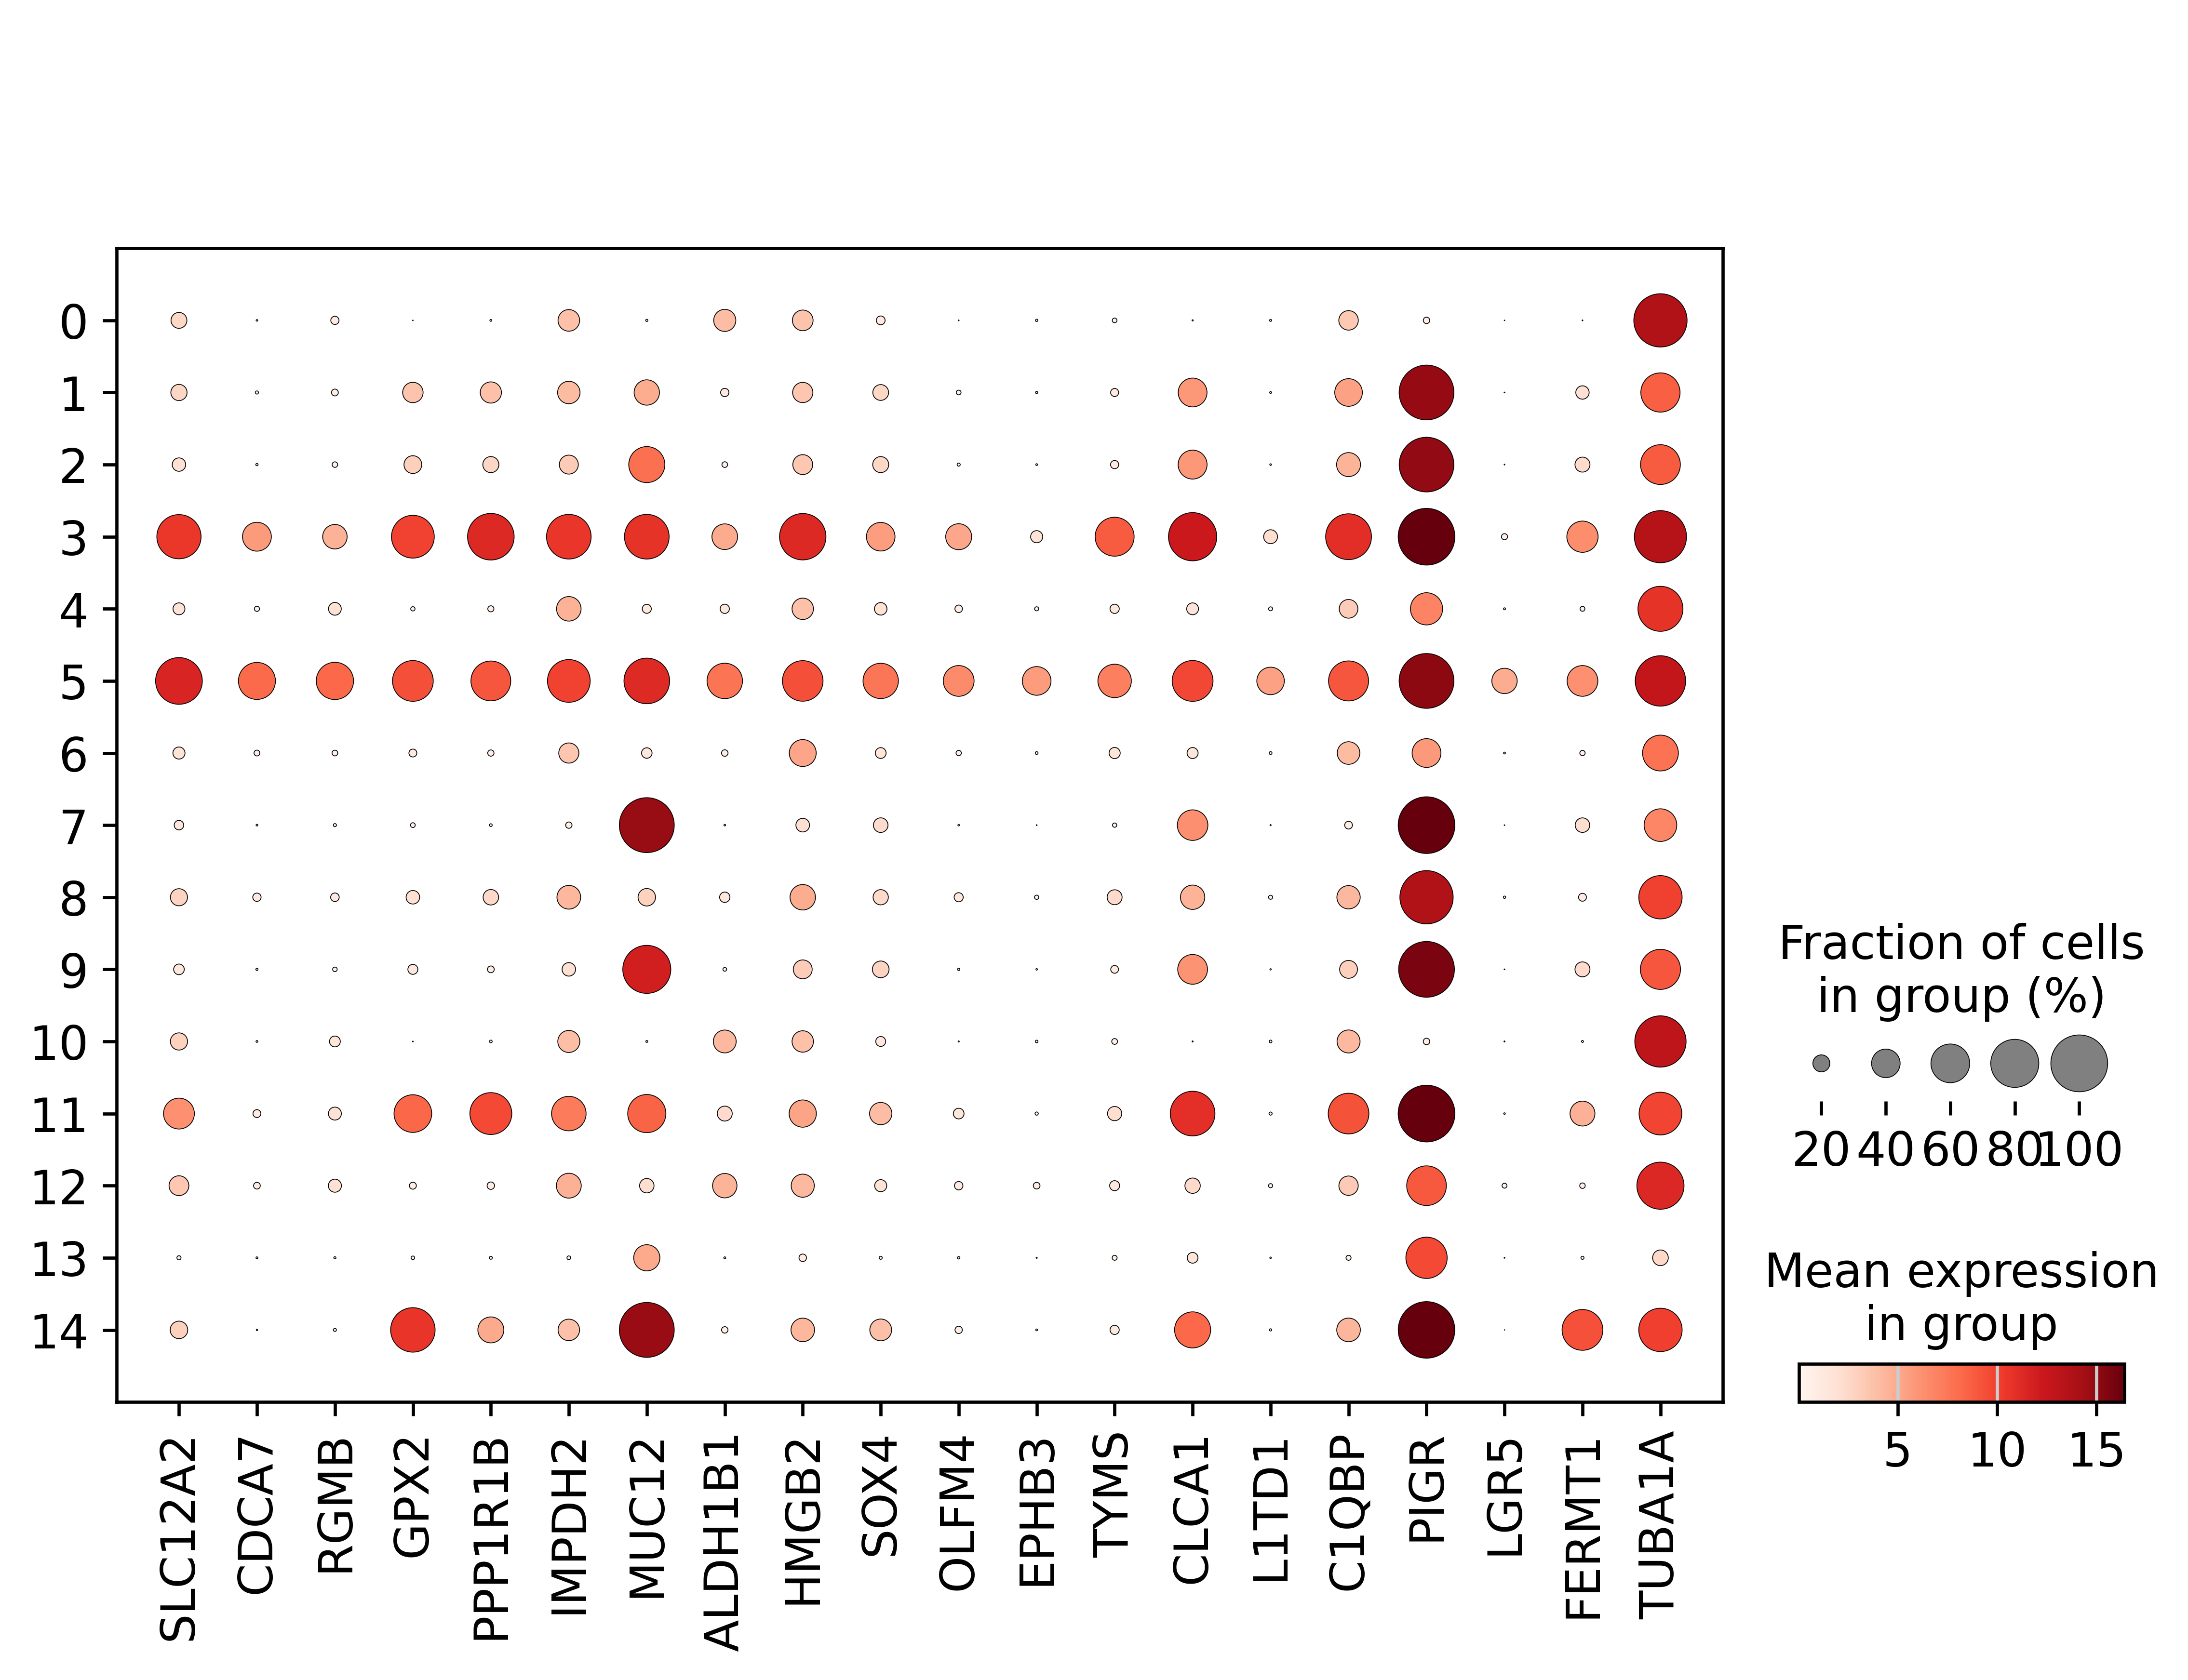 0
1
2
3
4
5
6
7
8
9
10
11
12
13
14
SLC12A2
CDCA7
RGMB
GPX2
PPP1R1B
IMPDH2
MUC12
ALDH1B1
HMGB2
SOX4
OLFM4
EPHB3
TYMS
CLCA1
L1TD1
C1QBP
PIGR
LGR5
FERMT1
TUBA1A
Fraction of cells
in group (%)
20 40 60 80 100
Mean expression
in group
5 10 15